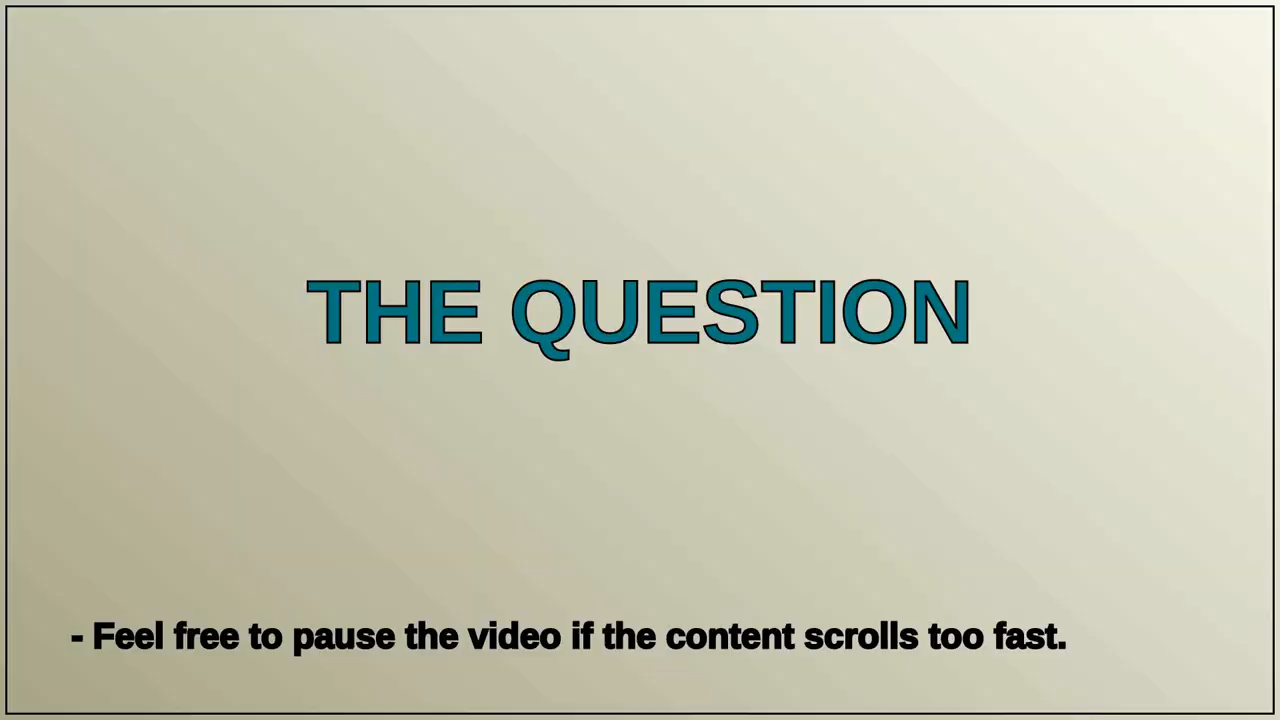 THE QUESTION
- Feel free to pause the video if the content scrolls too fast.